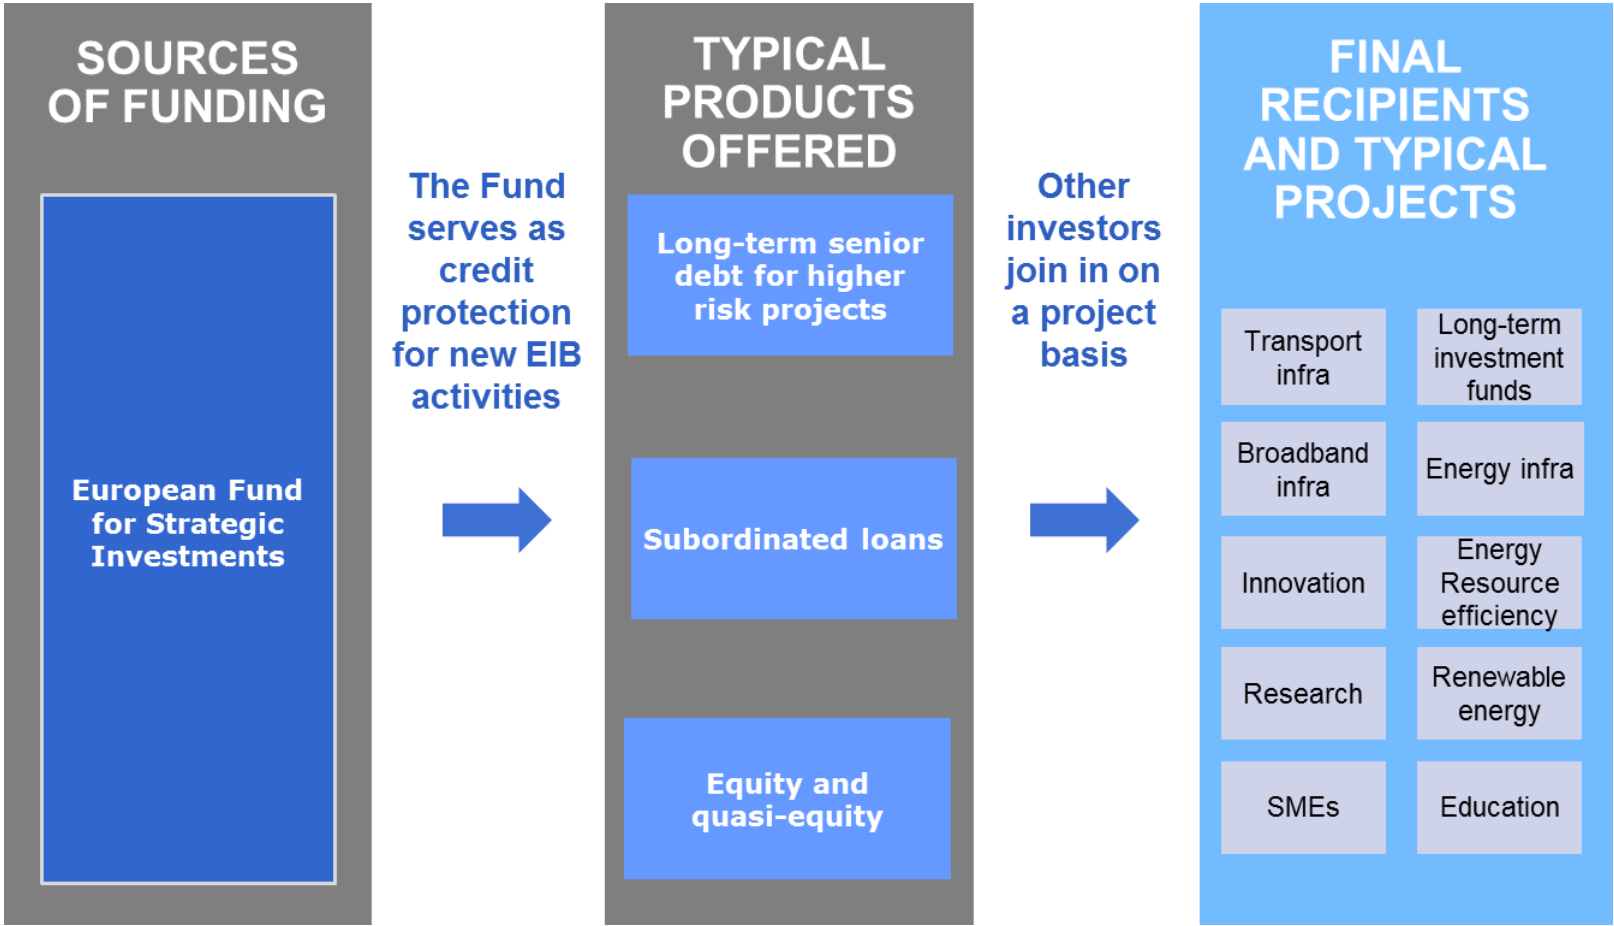 SOURCES
OF FUNDING
European Fund
for Strategic
Investments
The Fund
serves as
credit
protection
for new EIB
activities
TYPICAL
PRODUCTS
OFFERED
Long-term senior
debt for higher
risk projects
Subordinated loans
Equity and
quasi-equity
Other
investors
join in on
a project
basis
FINAL
RECIPIENTS
AND TYPICAL
PROJECTS
Transport
infra
Long-term
investment
funds
Broadband
infra
Energy infra
Innovation
Energy
Resource
efficiency
Research
Renewable
energy
SMEs
Education